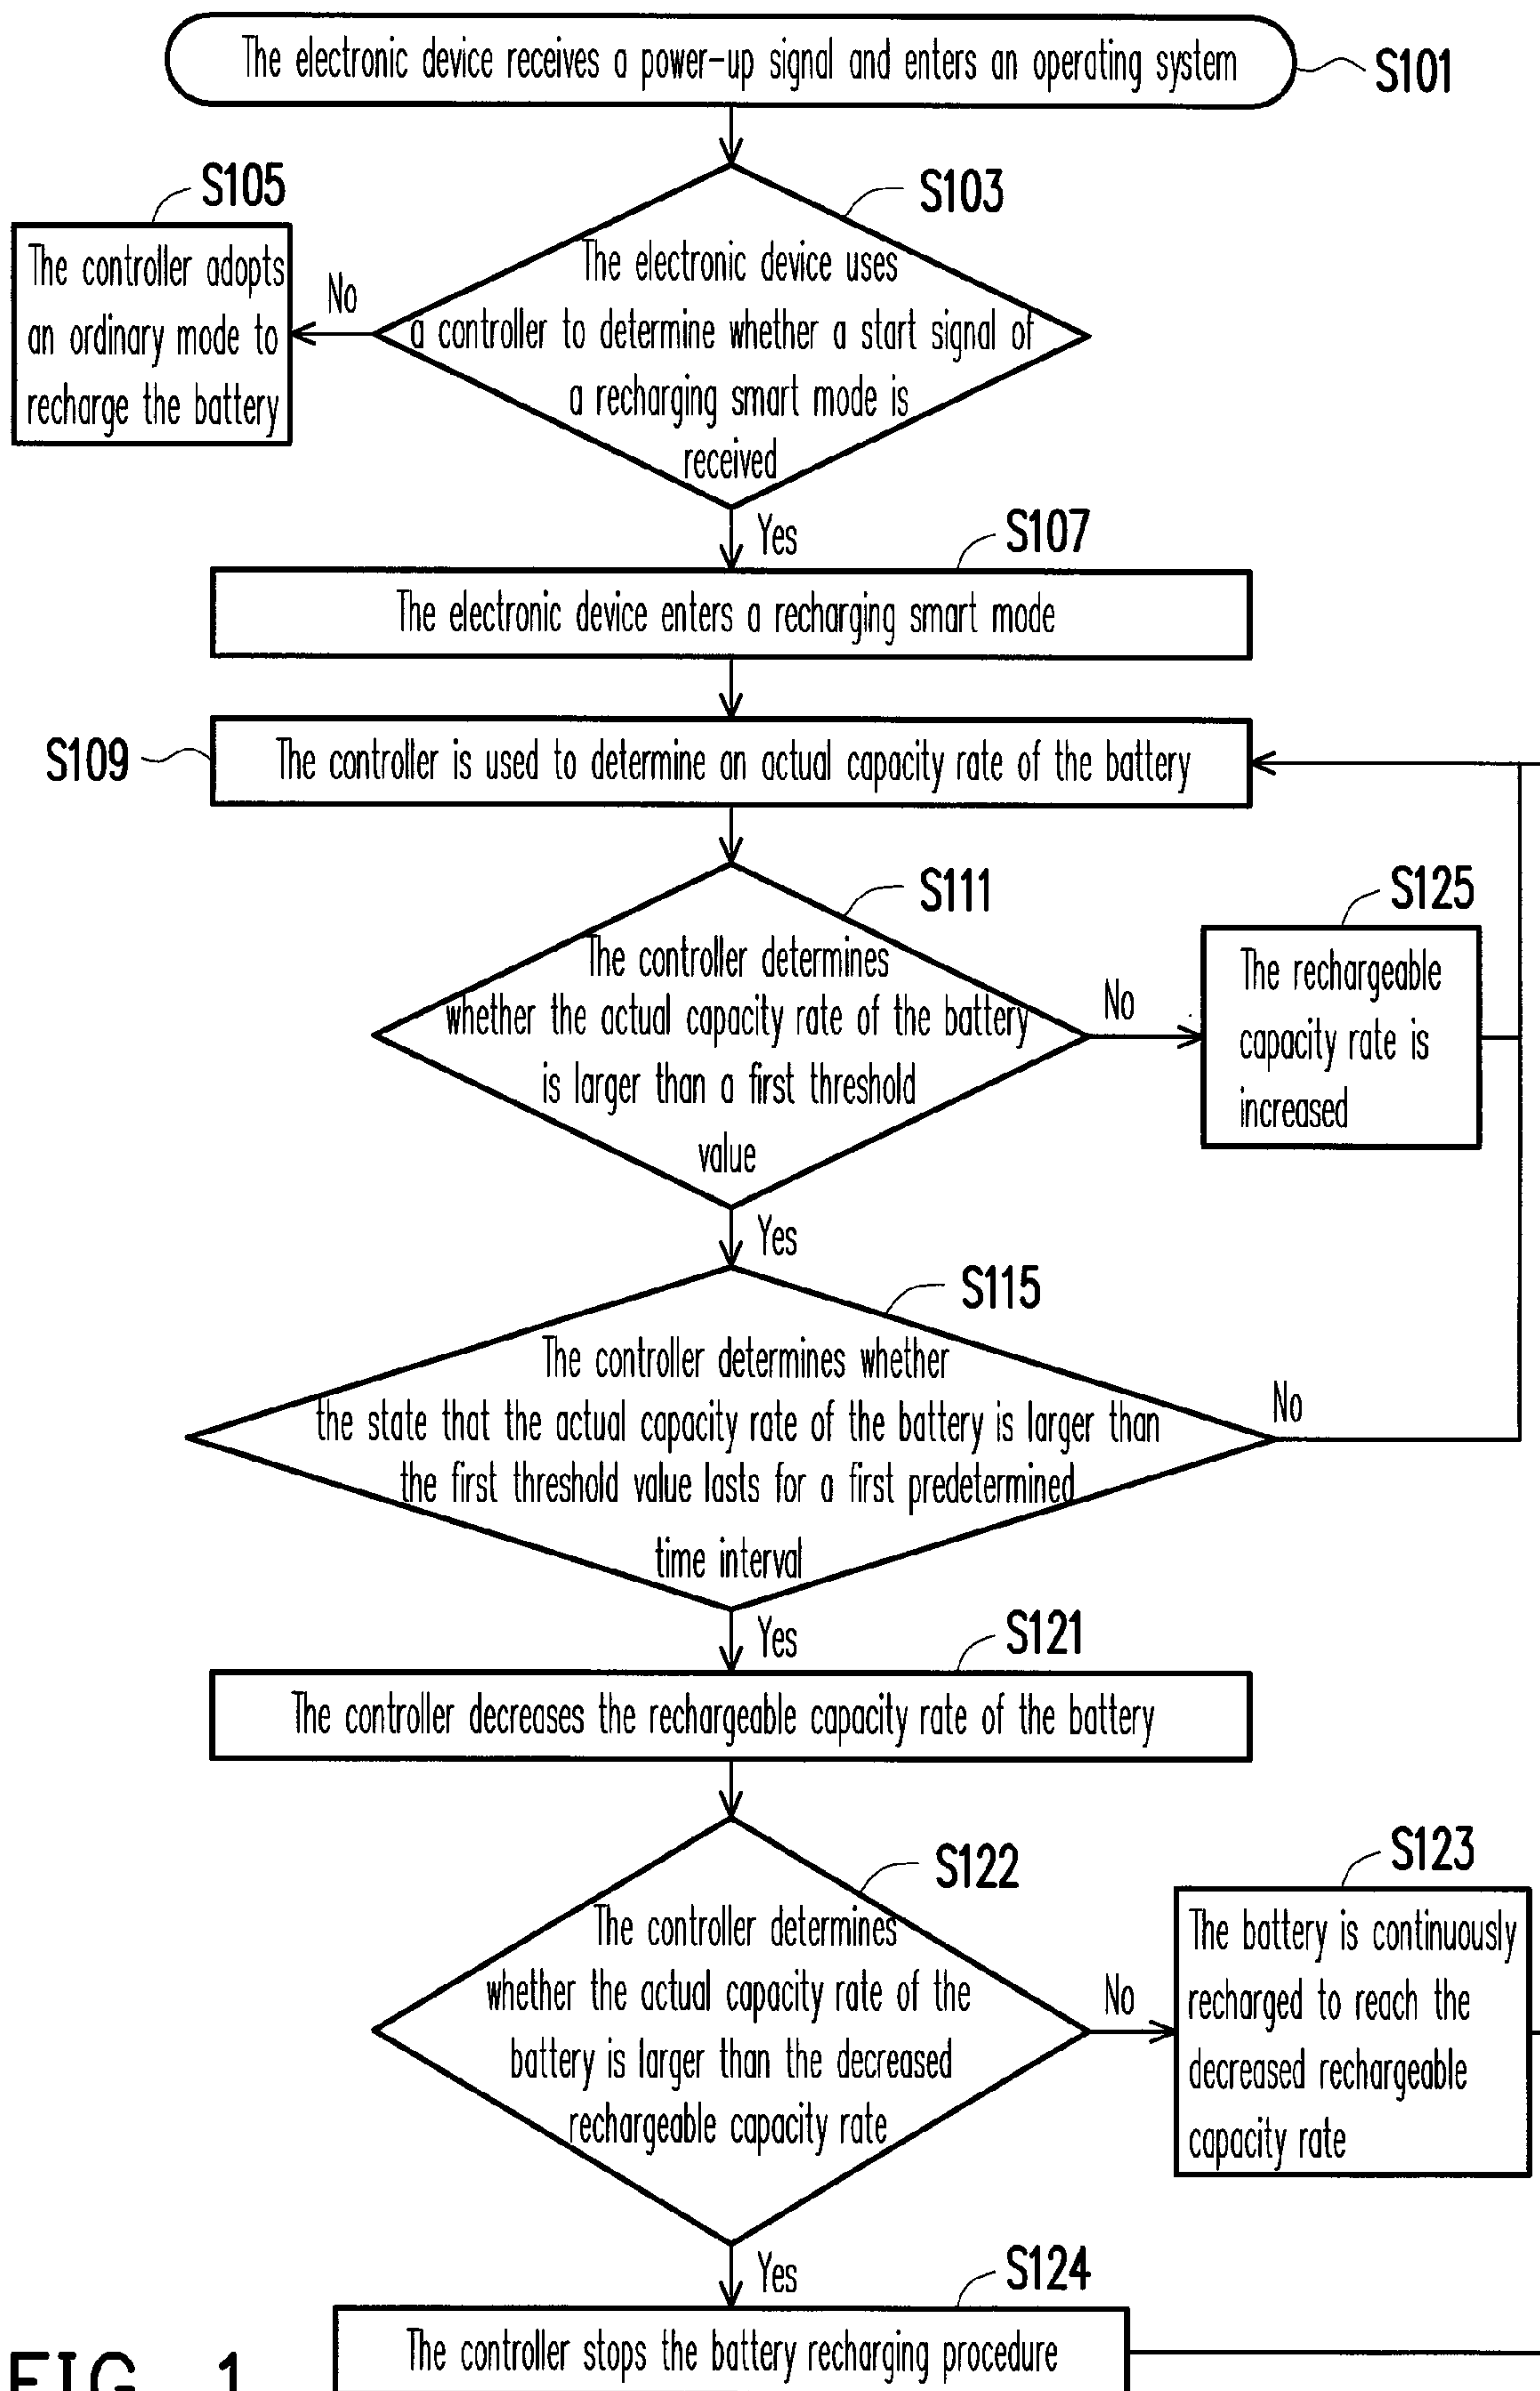 The electronic device receives a power-up signal and enters an operating system
S101
S105
The controller adopts
an ordinary mode to
recharge the battery
No
S103
The electronic device uses
a controller to determine whether a start signal of
a recharging smart mode is
received
Yes
S107
The electronic device enters a recharging smart mode
S109
The controller is used to determine an actual capacity rate of the battery
S111
The controller determines
whether the actual capacity rate of the battery
is larger than a first threshold
value
No
S125
The rechargeable
capacity rate is
increased
Yes
S115
The controller determines whether
the state that the actual capacity rate of the battery is larger than
the first threshold value lasts for a first predetermined
time interval
No
Yes
S121
The controller decreases the rechargeable capacity rate of the battery
S122
The controller determines
whether the actual capacity rate of the
battery is larger than the decreased
rechargeable capacity rate
No
S123
The battery is continuously
recharged to reach the
decreased rechargeable
capacity rate
Yes
S124
The controller stops the battery recharging procedure
FIG. 1